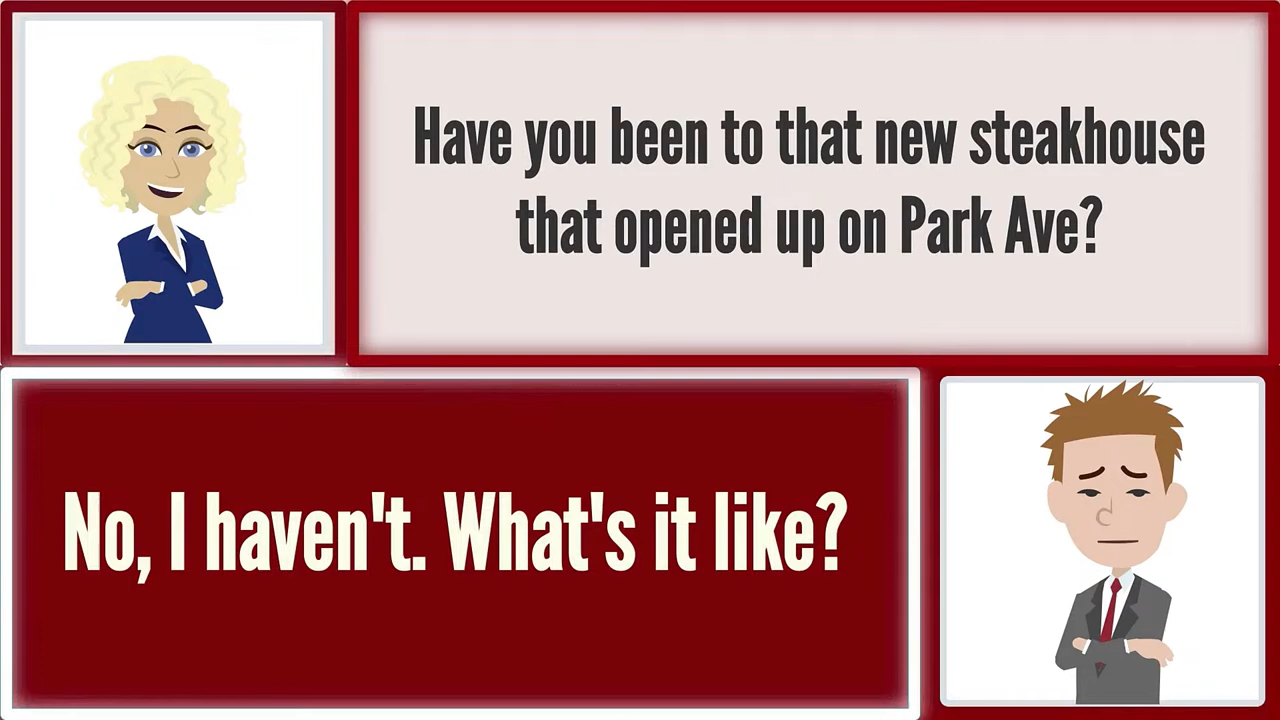 Have you been to that new steakhouse
that opened up on Park Ave?
No, I haven't. What's it like?